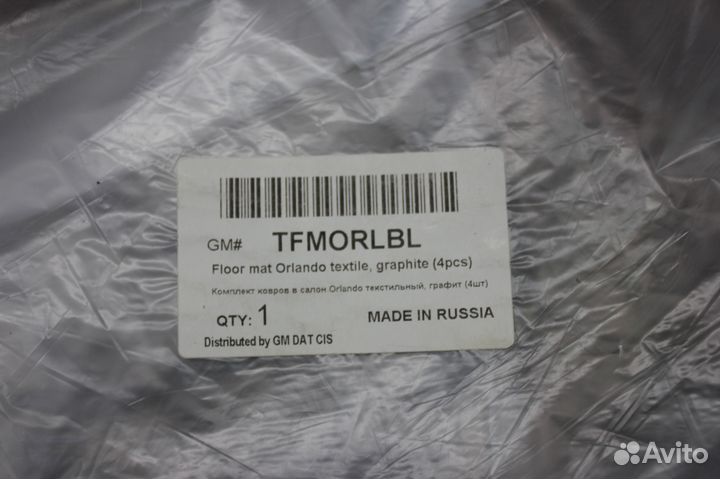 GM# TFMORLBL
Floor mat Orlando textile, graphite (4pcs)
Комплект ковров в салон Orlando текстильный, графит (4шт)
QTY: 1 MADE IN RUSSIA
Distributed by GM DAT CIS
Avito